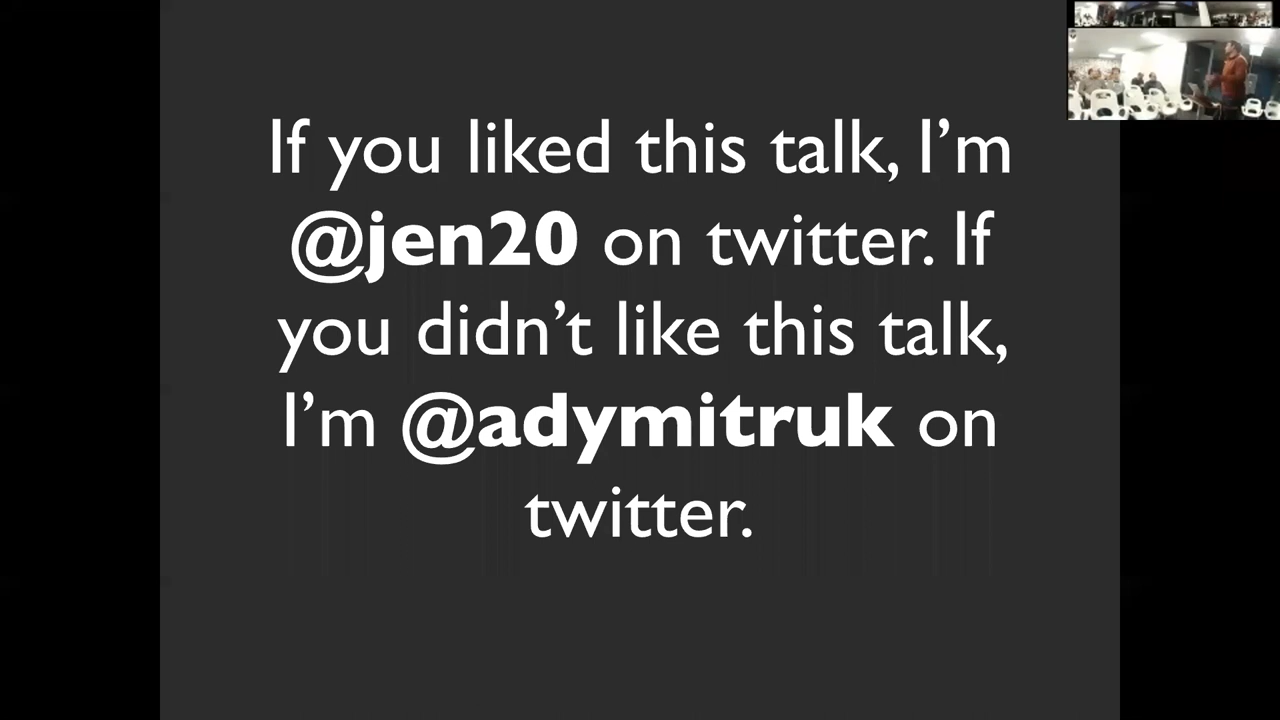 If you liked this talk, I'm
@jen20 on twitter. If
you didn't like this talk,
I'm @adymitruk on
twitter.